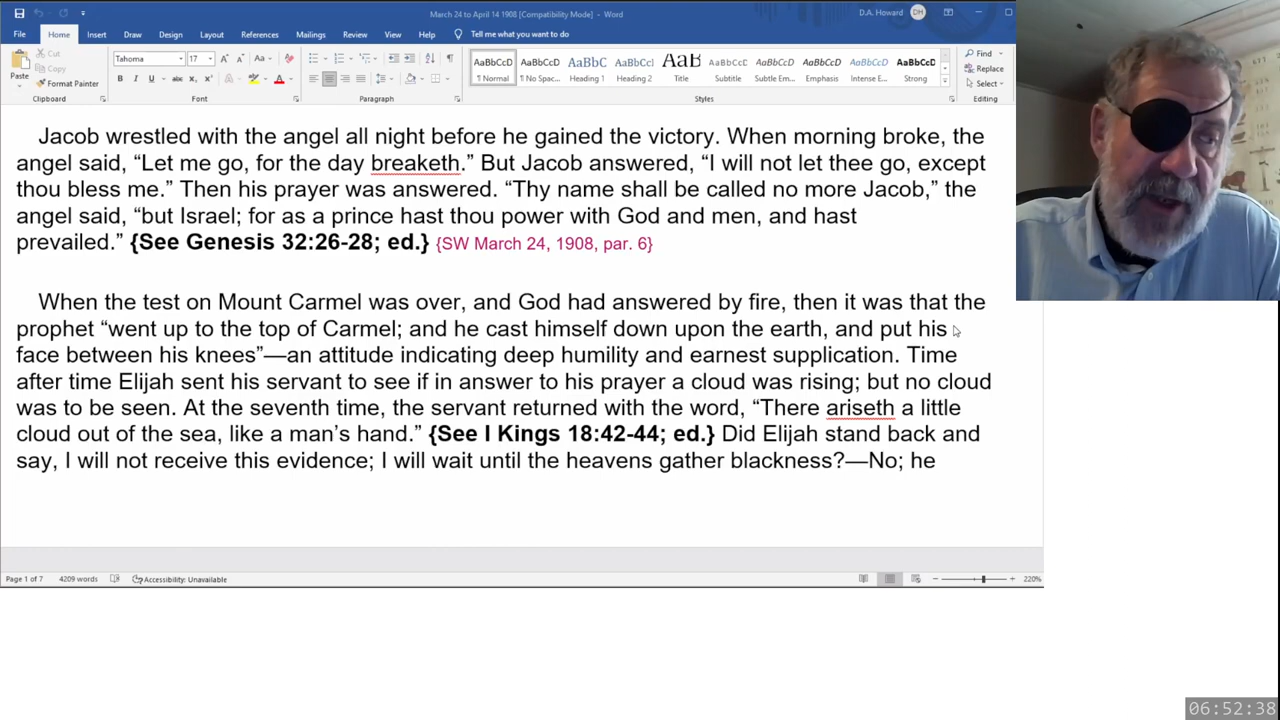 March 24 to April 14 1908 [Compatibility Mode] - Word
D.A. Howard DH
File Home Insert Draw Design Layout References Mailings Review View Help Tell me what you want to do
Paste
Cut
Copy
Format Painter
Clipboard
Tahoma 17
Font
Paragraph
AaBbCcD AaBbCcD AaBbC AaBbCcl AaB AaBbCcD AaBbCcD AaBbCcD AaBbCcD AaBbCcD
¶ Normal ¶ No Spac... Heading 1 Heading 2 Title Subtitle Subtle Em... Emphasis Intense E... Strong
Styles
Find
Replace
Select
Editing
Jacob wrestled with the angel all night before he gained the victory. When morning broke, the
angel said, “Let me go, for the day breaketh.” But Jacob answered, “I will not let thee go, except
thou bless me.” Then his prayer was answered. “Thy name shall be called no more Jacob,” the
angel said, “but Israel; for as a prince hast thou power with God and men, and hast
prevailed.” {See Genesis 32:26-28; ed.} {SW March 24, 1908, par. 6}
When the test on Mount Carmel was over, and God had answered by fire, then it was that the
prophet “went up to the top of Carmel; and he cast himself down upon the earth, and put his
face between his knees”—an attitude indicating deep humility and earnest supplication. Time
after time Elijah sent his servant to see if in answer to his prayer a cloud was rising; but no cloud
was to be seen. At the seventh time, the servant returned with the word, “There ariseth a little
cloud out of the sea, like a man’s hand.” {See I Kings 18:42-44; ed.} Did Elijah stand back and
say, I will not receive this evidence; I will wait until the heavens gather blackness?—No; he
Page 1 of 7 4209 words Accessibility: Unavailable 220%
06:52:38